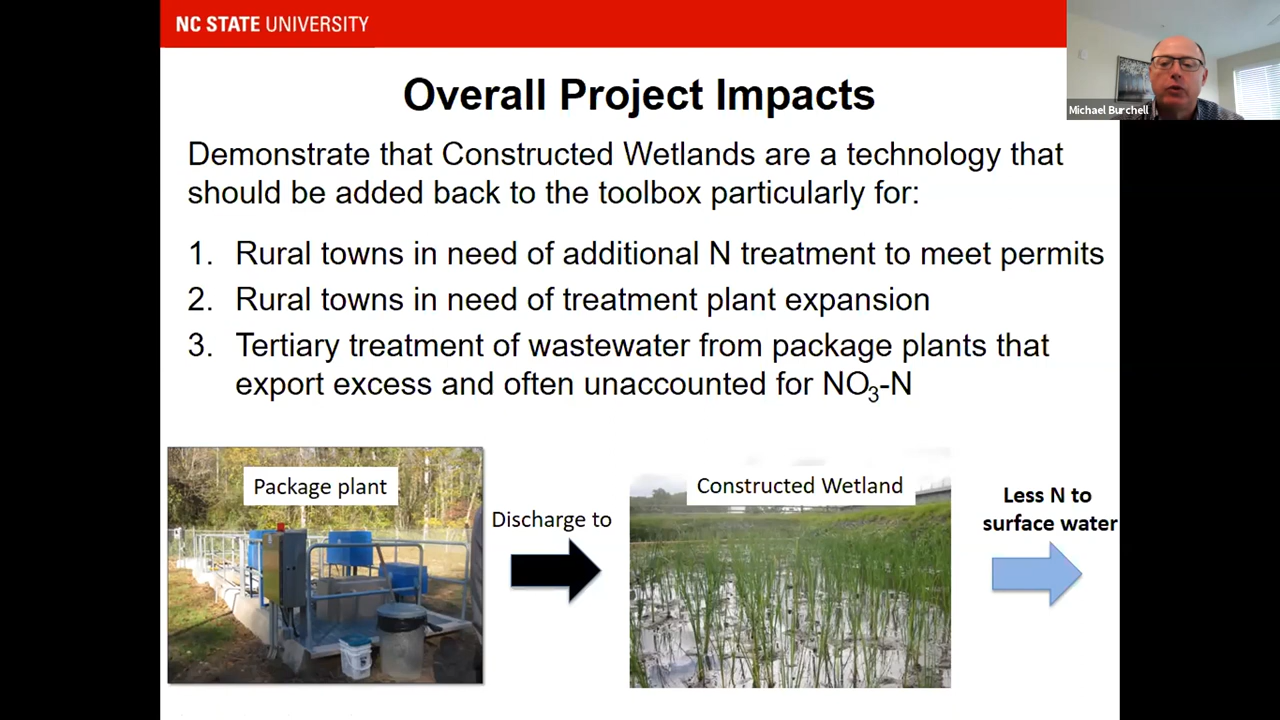 NC STATE UNIVERSITY
Michael Burchell
Overall Project Impacts
Demonstrate that Constructed Wetlands are a technology that
should be added back to the toolbox particularly for:
1. Rural towns in need of additional N treatment to meet permits
2. Rural towns in need of treatment plant expansion
3. Tertiary treatment of wastewater from package plants that
export excess and often unaccounted for NO₃-N
Package plant
Discharge to
Constructed Wetland
Less N to
surface water